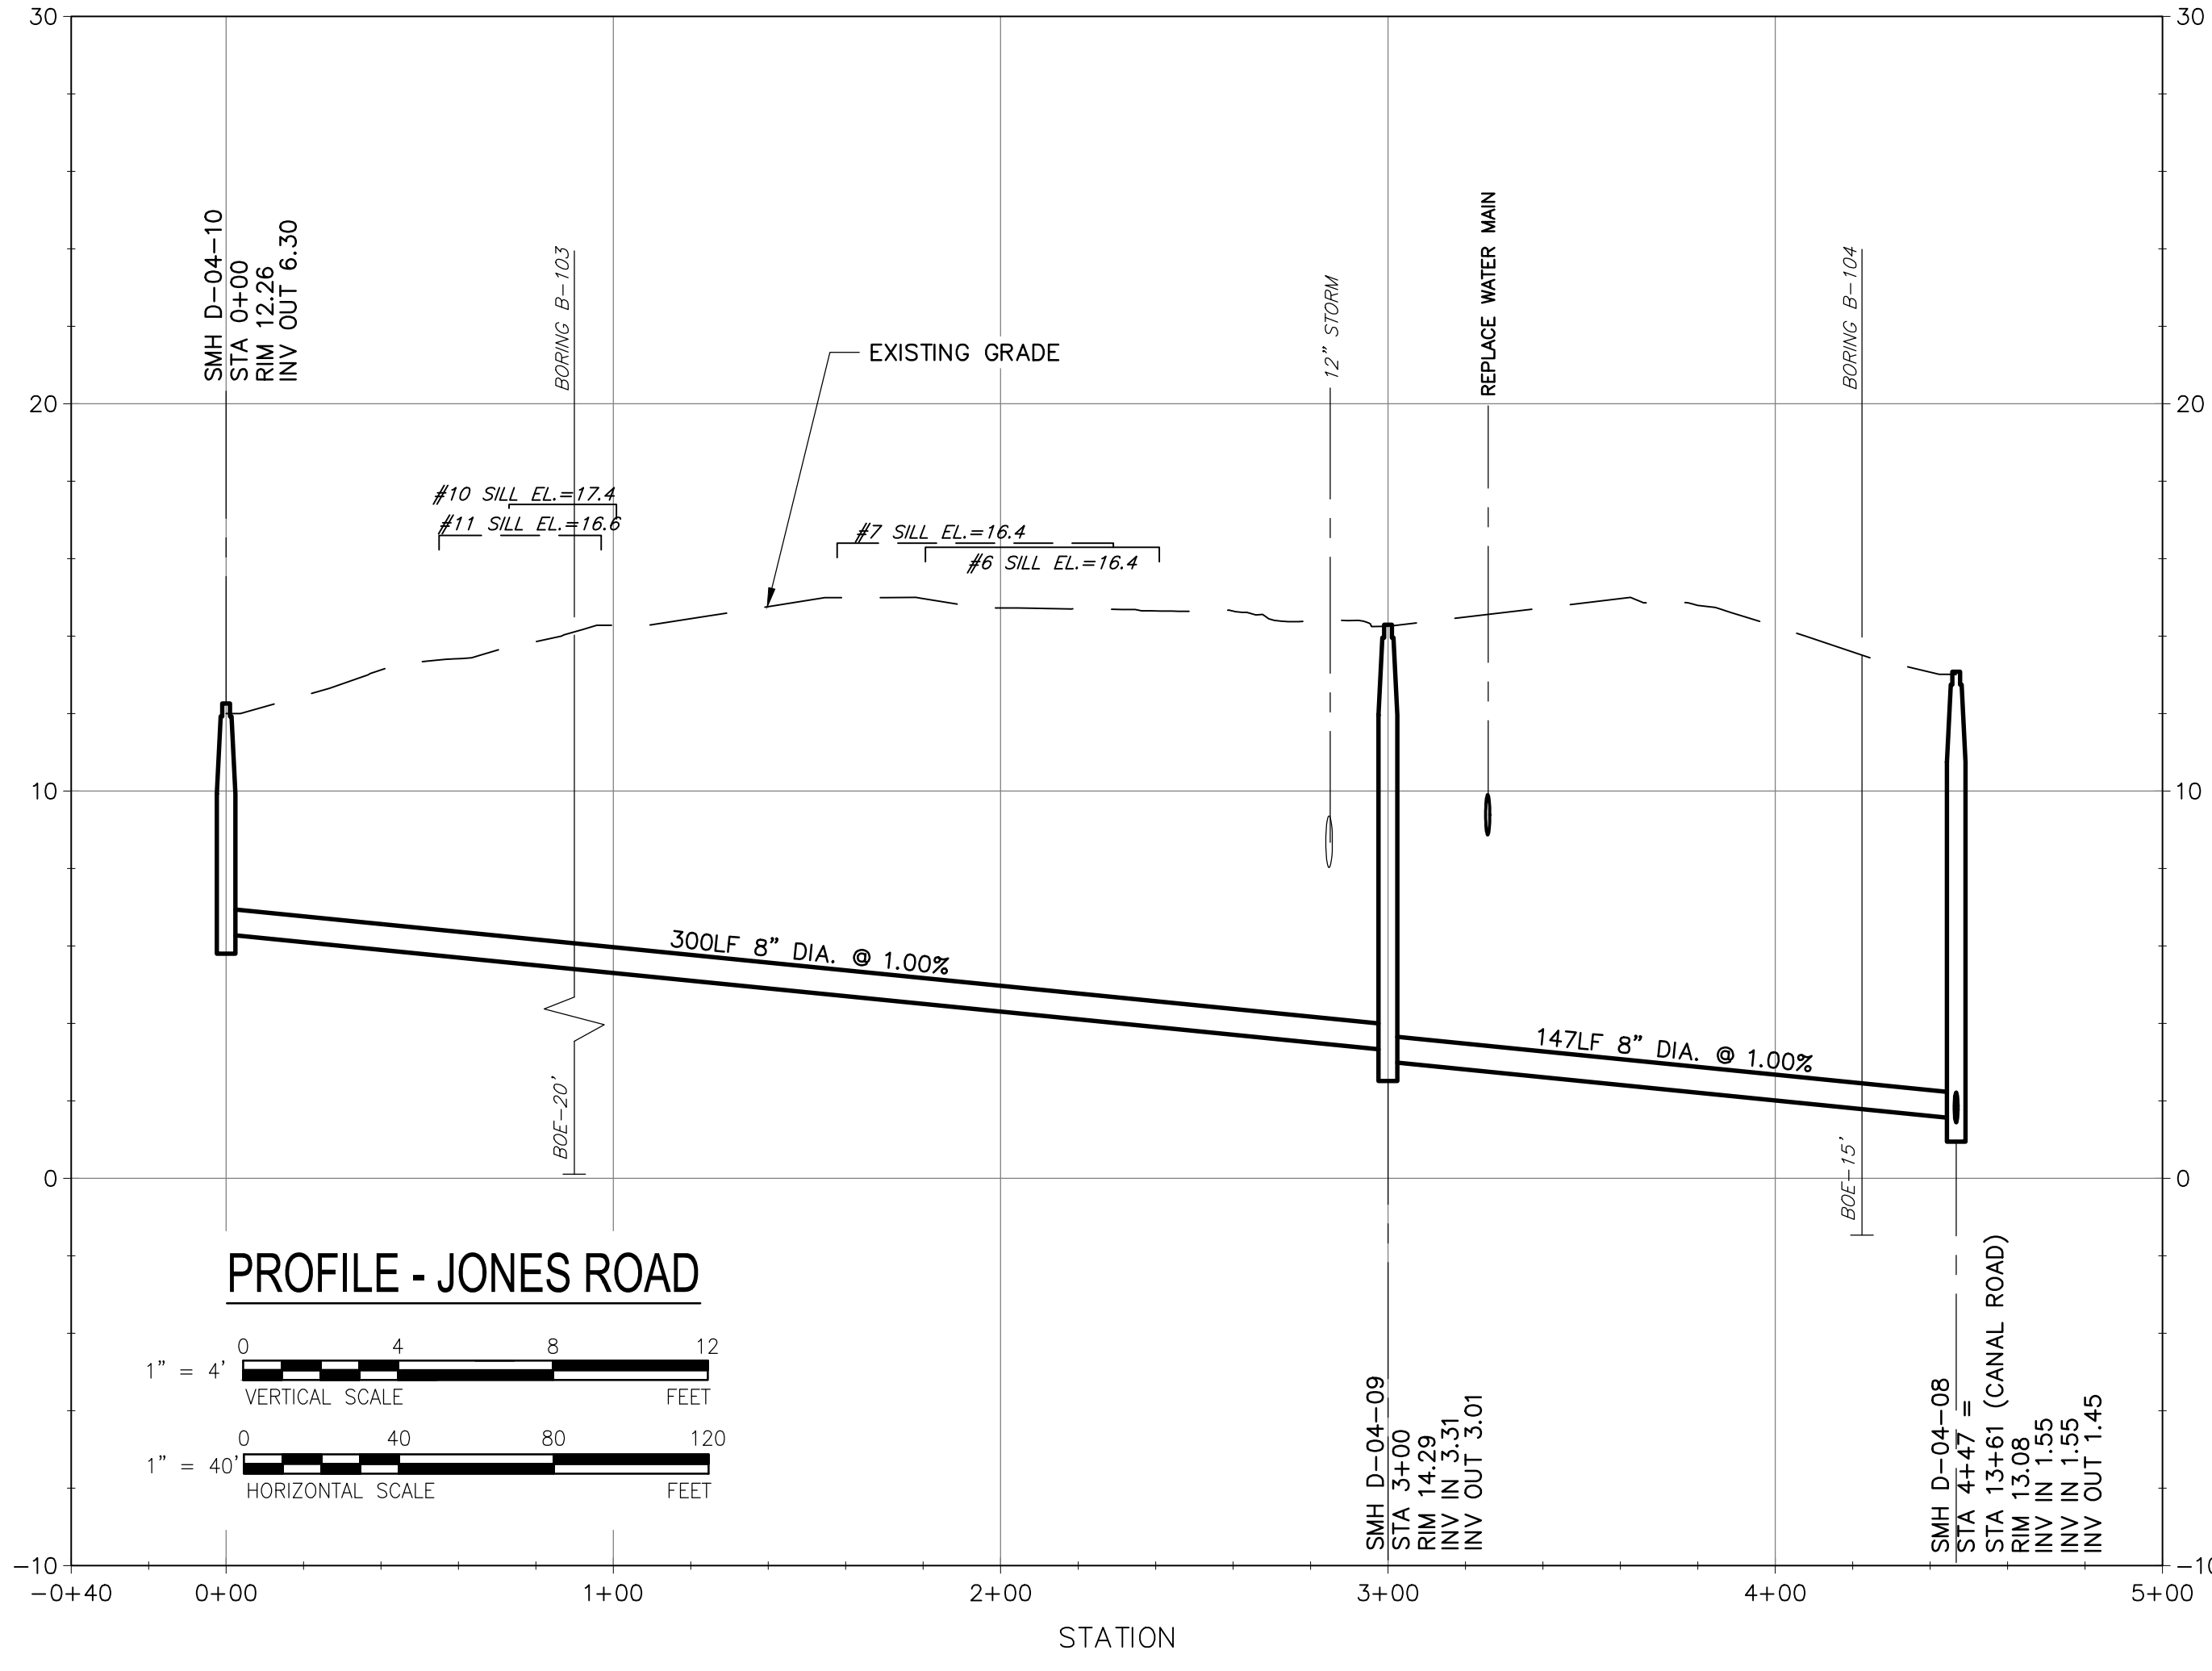 30
30
SMH D-04-10
STA 0+00
RIM 12.26
INV OUT 6.30
BORING B-103
EXISTING GRADE
12" STORM
REPLACE WATER MAIN
BORING B-104
20
20
#10 SILL EL.=17.4
#11 SILL EL.=16.6
#7 SILL EL.=16.4
#6 SILL EL.=16.4
10
10
300LF 8" DIA. @ 1.00%
147LF 8" DIA. @ 1.00%
BOE-20'
BOE-15'
0
0
PROFILE - JONES ROAD
0 4 8 12
1" = 4'
VERTICAL SCALE FEET
0 40 80 120
1" = 40'
HORIZONTAL SCALE FEET
SMH D-04-09
STA 3+00
RIM 14.29
INV IN 3.31
INV OUT 3.01
SMH D-04-08
STA 4+47 =
STA 13+61 (CANAL ROAD)
RIM 13.08
INV IN 1.55
INV IN 1.55
INV OUT 1.45
-10
-10
-0+40 0+00 1+00 2+00 3+00 4+00 5+00
STATION